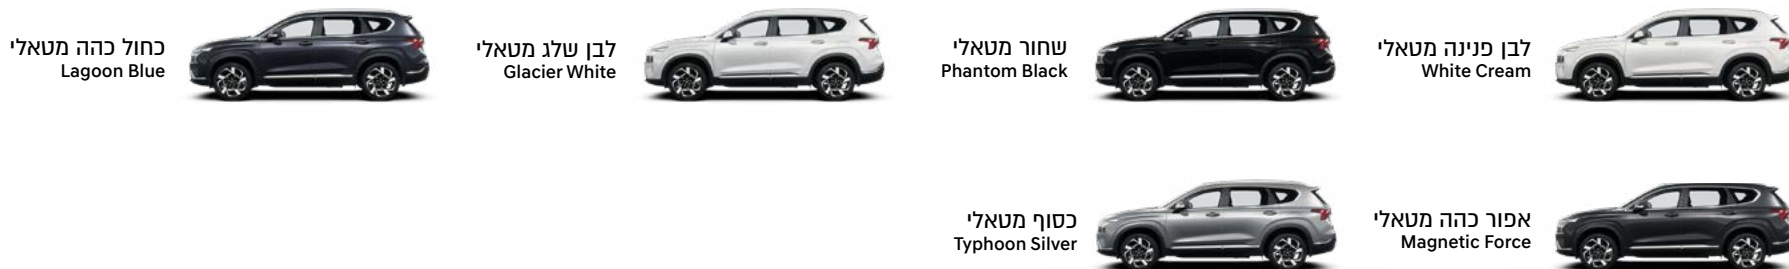 לבן פנינה מטאלי
White Cream
שחור מטאלי
Phantom Black
לבן שלג מטאלי
Glacier White
כחול כהה מטאלי
Lagoon Blue
אפור כהה מטאלי
Magnetic Force
כסוף מטאלי
Typhoon Silver